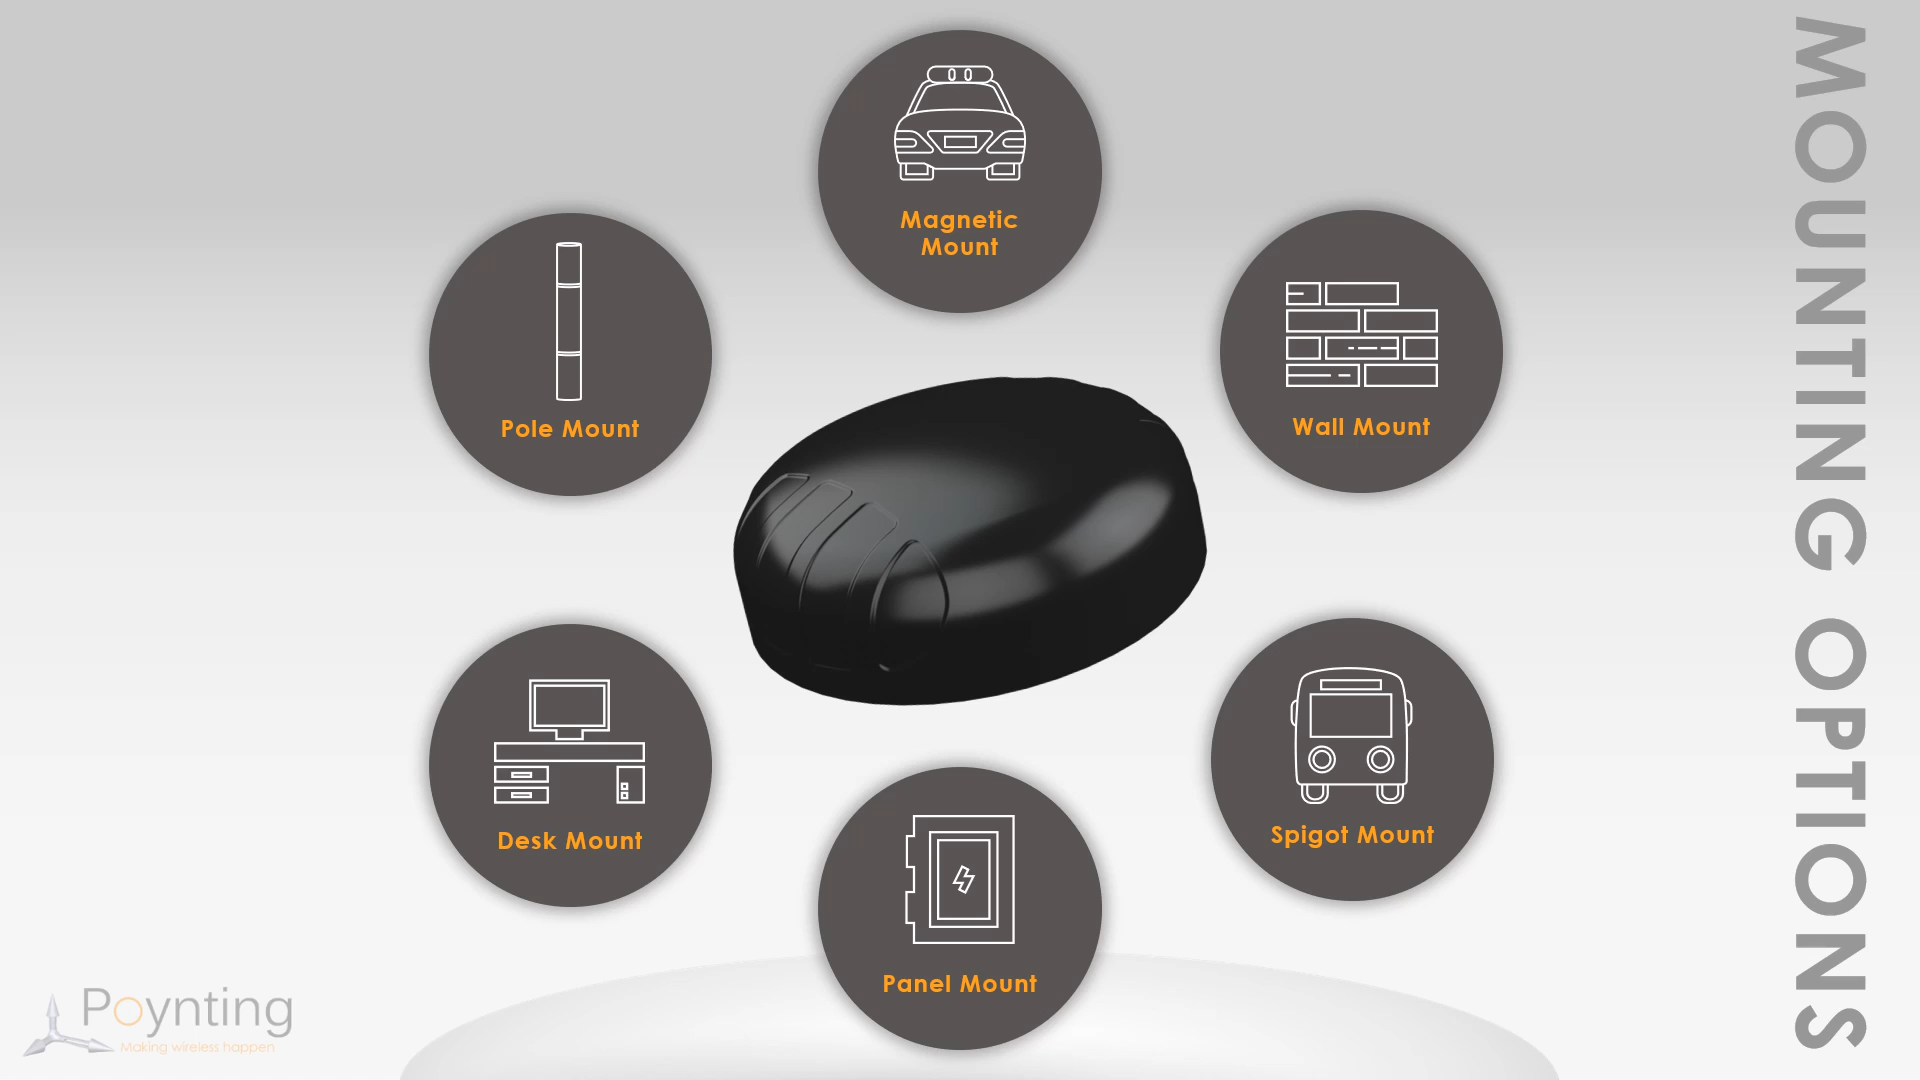 Magnetic
Mount
Pole Mount
Wall Mount
Desk Mount
Spigot Mount
Panel Mount
MOUNTING OPTIONS
Poynting
Making wireless happen